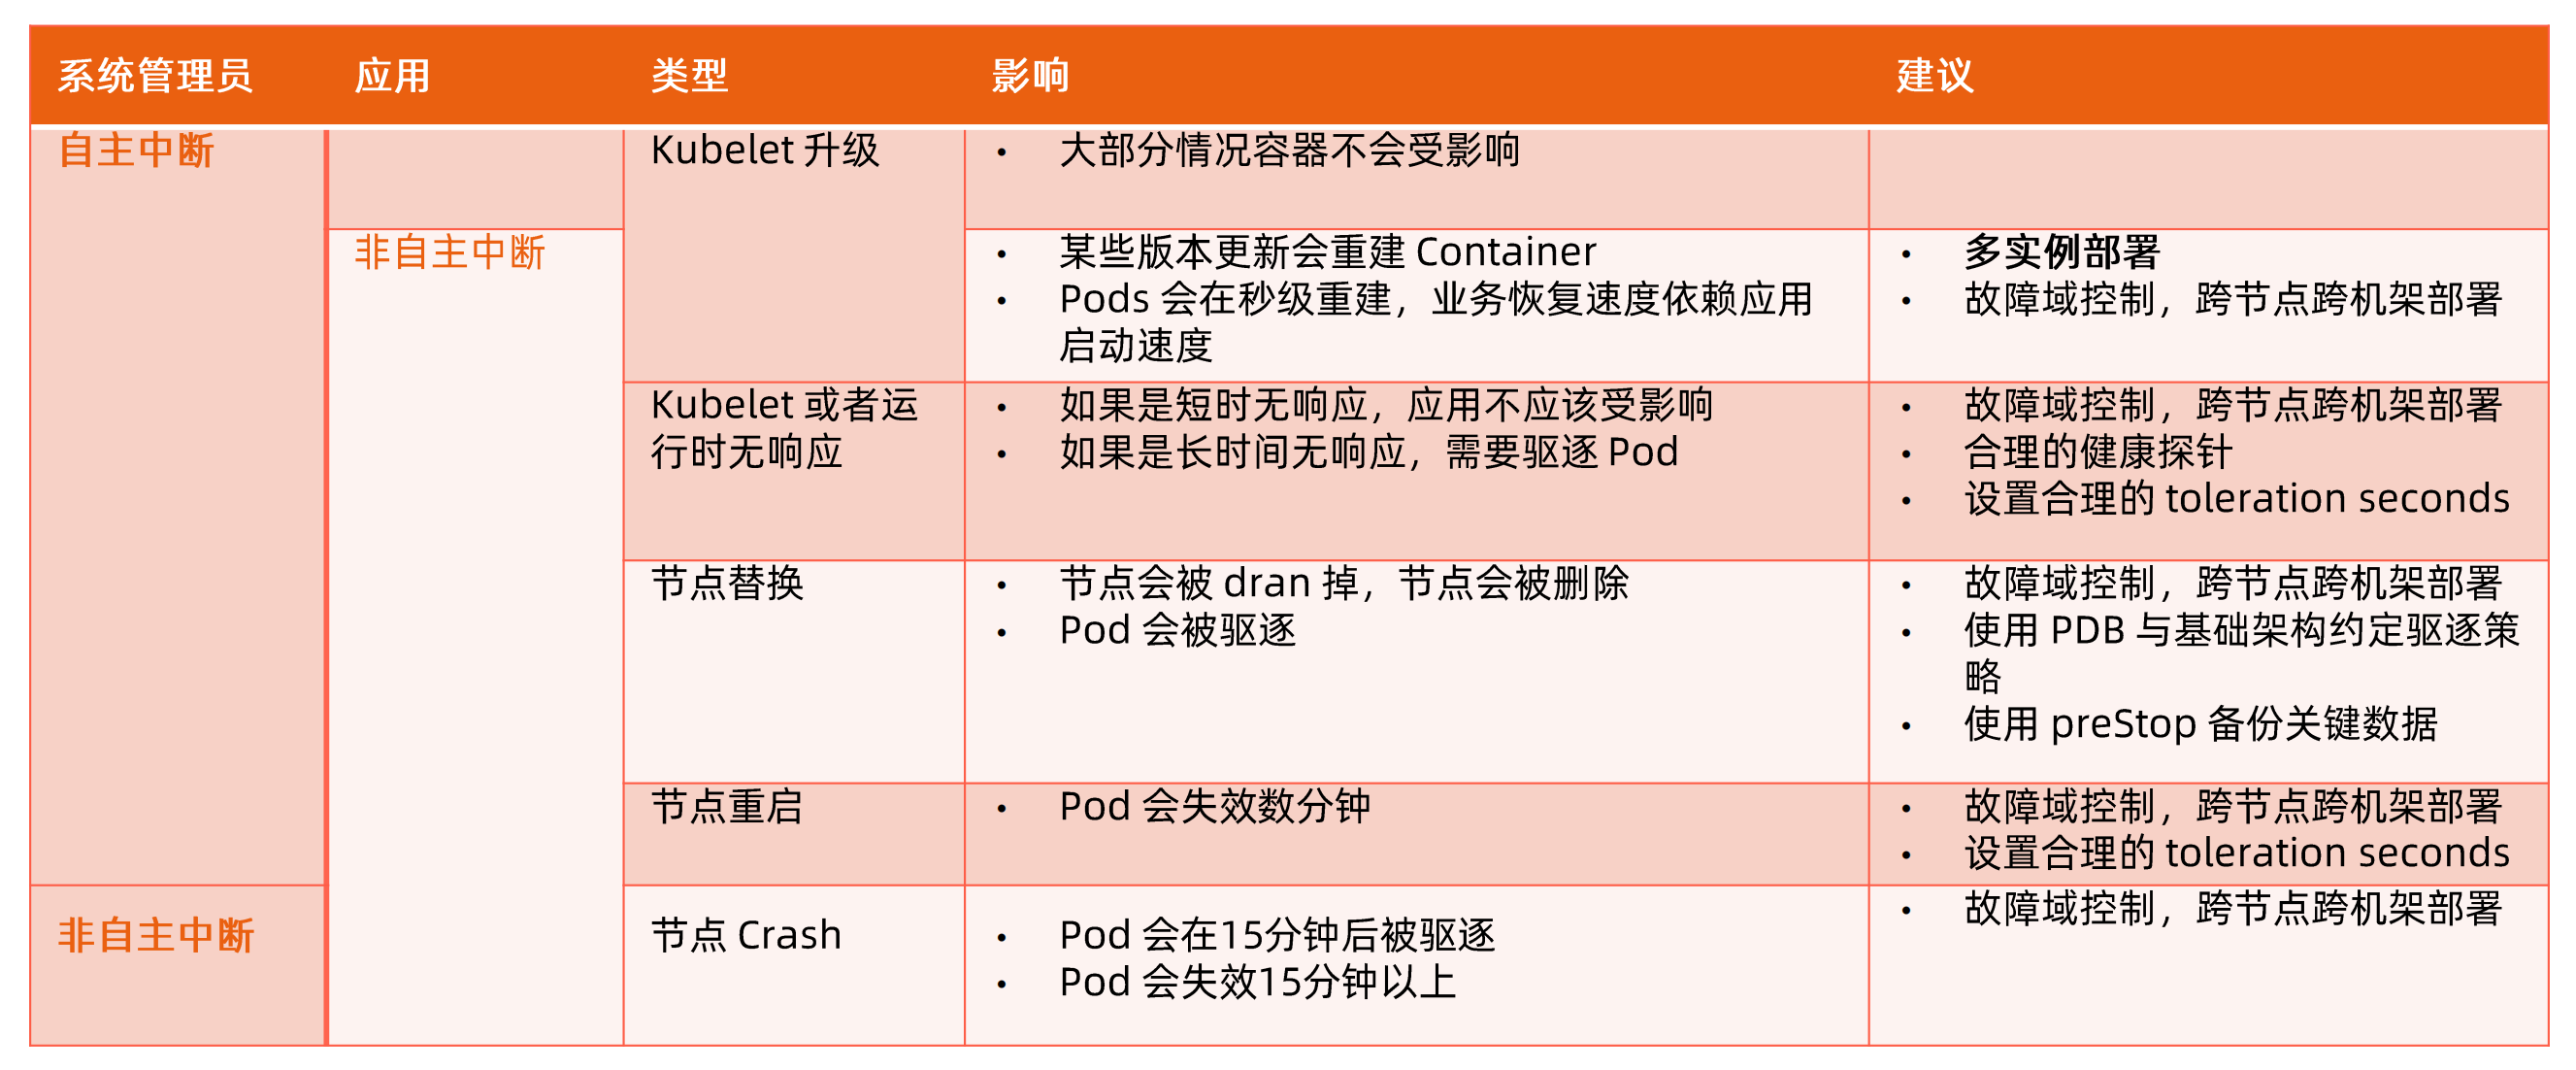 系统管理员 应用 类型 影响 建议
自主中断 Kubelet 升级 • 大部分情况容器不会受影响
非自主中断
• 某些版本更新会重建 Container
• Pods 会在秒级重建，业务恢复速度依赖应用
启动速度
• 多实例部署
• 故障域控制，跨节点跨机架部署
Kubelet 或者运
行时无响应
• 如果是短时无响应，应用不应该受影响
• 如果是长时间无响应，需要驱逐 Pod
• 故障域控制，跨节点跨机架部署
• 合理的健康探针
• 设置合理的 toleration seconds
节点替换
• 节点会被 dran 掉，节点会被删除
• Pod 会被驱逐
• 故障域控制，跨节点跨机架部署
• 使用 PDB 与基础架构约定驱逐策
略
• 使用 preStop 备份关键数据
节点重启
• Pod 会失效数分钟
• 故障域控制，跨节点跨机架部署
• 设置合理的 toleration seconds
非自主中断
节点 Crash
• Pod 会在15分钟后被驱逐
• Pod 会失效15分钟以上
• 故障域控制，跨节点跨机架部署